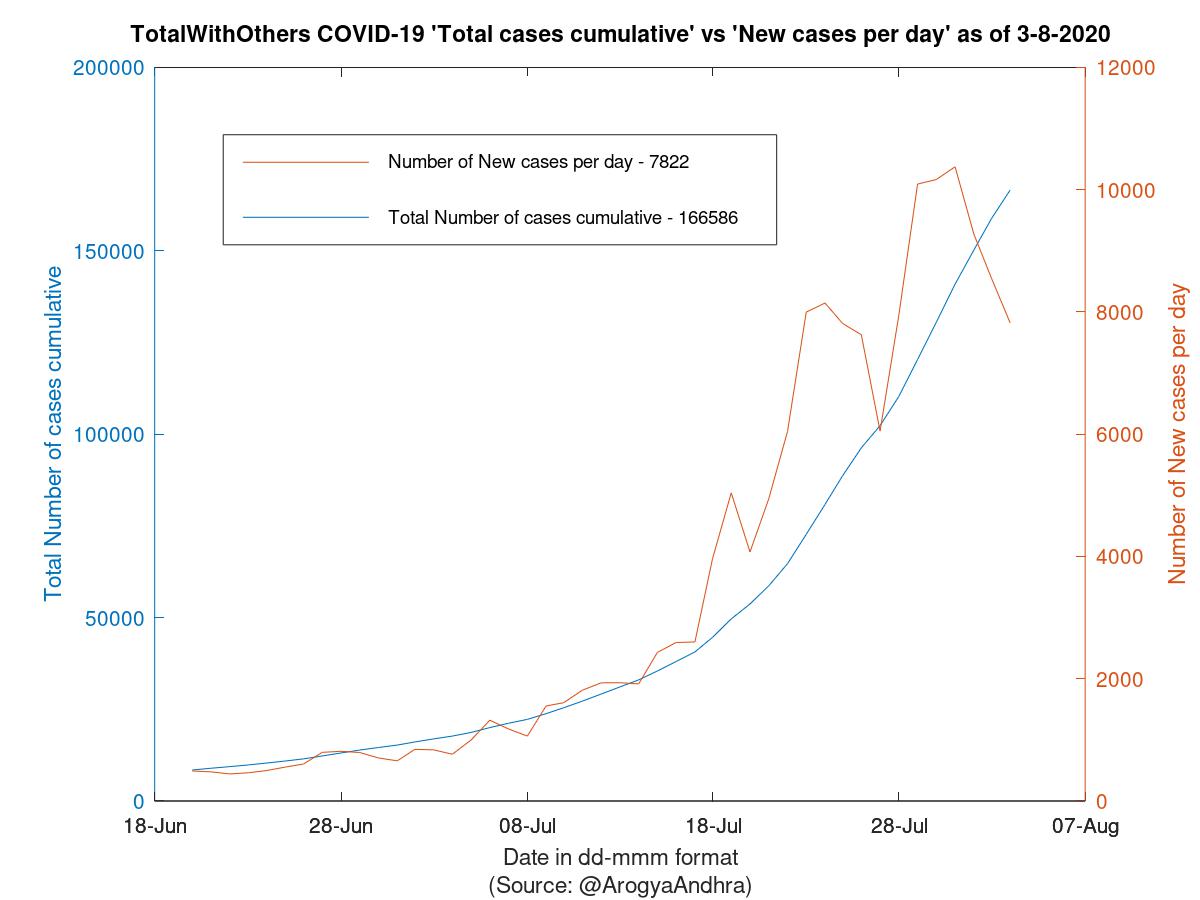 TotalWithOthers COVID-19 'Total cases cumulative' vs 'New cases per day' as of 3-8-2020
200000
150000
100000
50000
0
Total Number of cases cumulative
Number of New cases per day - 7822
Total Number of cases cumulative - 166586
12000
10000
8000
6000
4000
2000
0
Number of New cases per day
18-Jun
28-Jun
08-Jul
18-Jul
28-Jul
07-Aug
Date in dd-mmm format
(Source: @ArogyaAndhra)